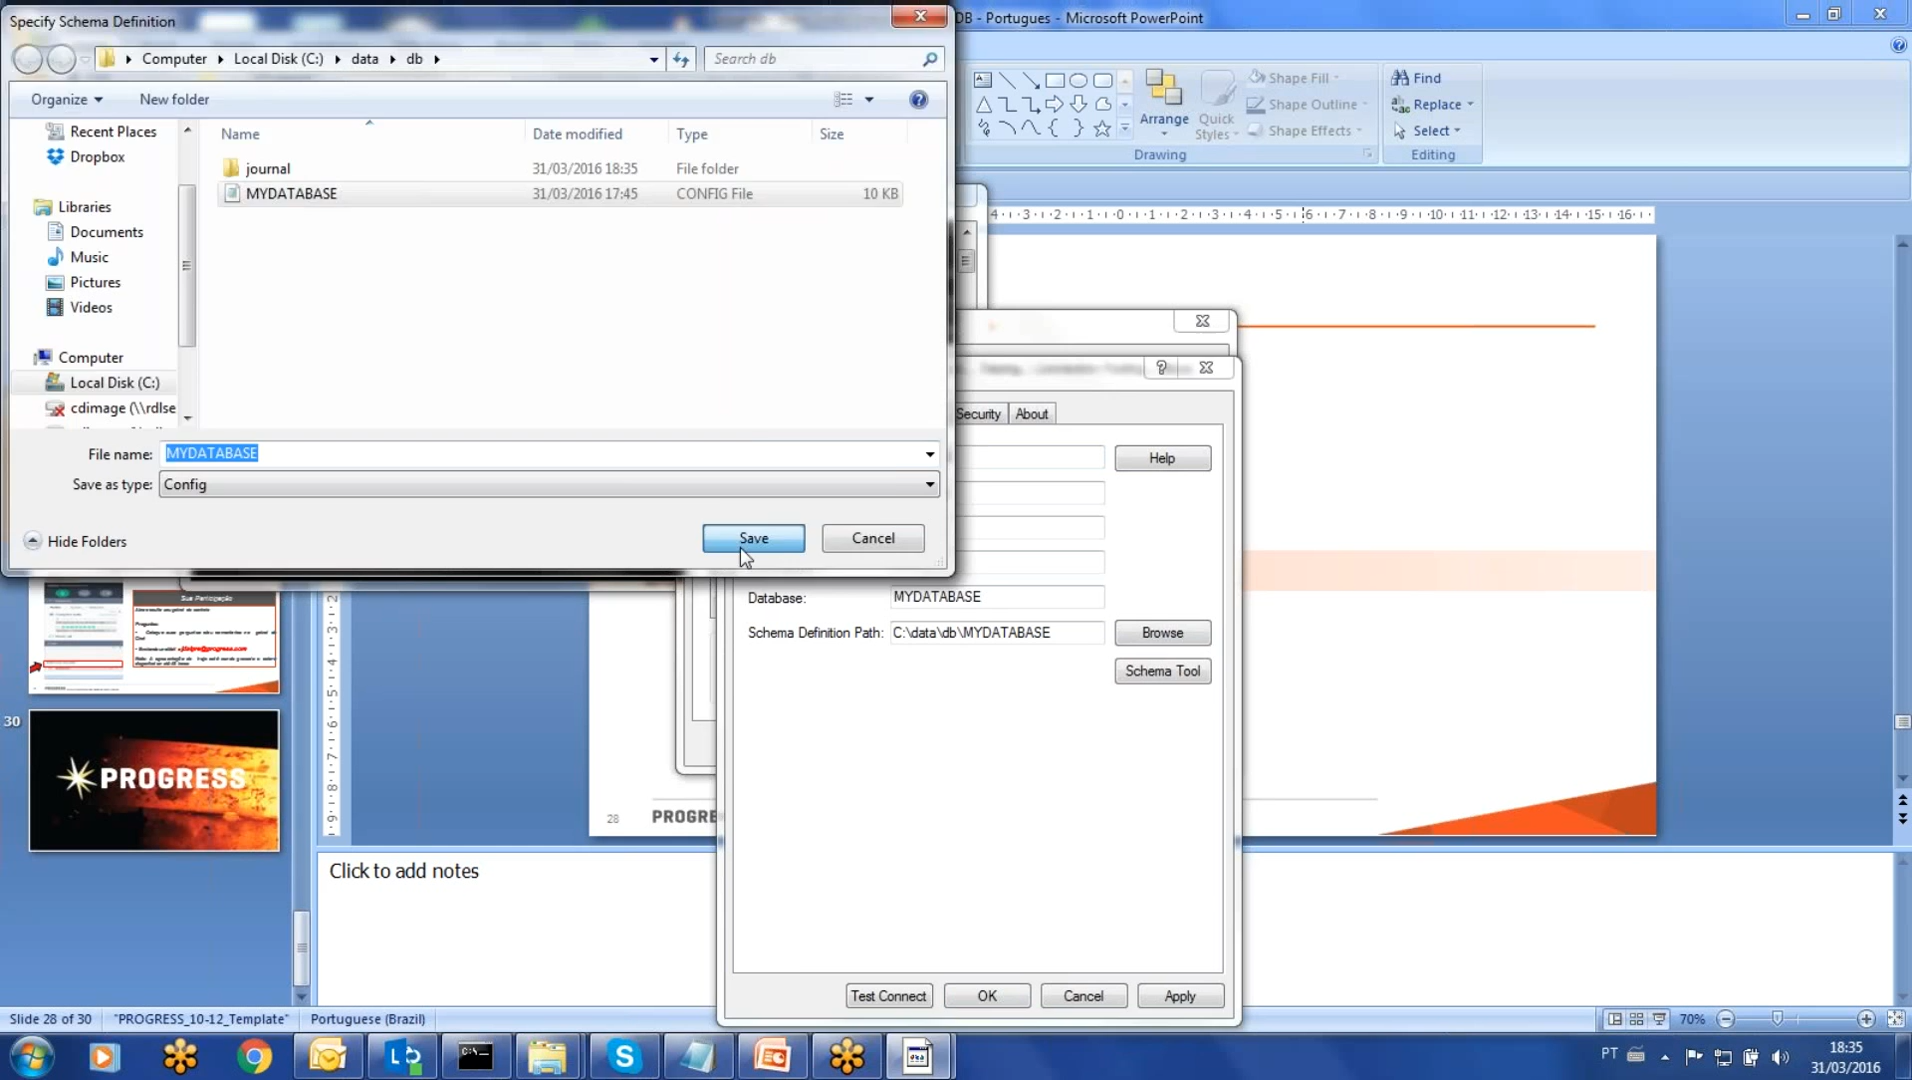 Specify Schema Definition
DB - Portugues - Microsoft PowerPoint
Computer
Local Disk (C:)
data
db
Search db
Organize
New folder
Name
Date modified
Type
Size
Recent Places
Dropbox
Libraries
Documents
Music
Pictures
Videos
Computer
Local Disk (C:)
cdimage (\\rdlse
journal
31/03/2016 18:35
File folder
MYDATABASE
31/03/2016 17:45
CONFIG File
10 KB
File name:
MYDATABASE
Save as type:
Config
Hide Folders
Save
Cancel
Arrange
Quick
Styles
Shape Fill
Shape Outline
Shape Effects
Drawing
Find
Replace
Select
Editing
Security
About
Help
Database:
MYDATABASE
Schema Definition Path:
C:\data\db\MYDATABASE
Browse
Schema Tool
Test Connect
OK
Cancel
Apply
Sua Participação
Perguntas:
30
PROGRESS
28
PROGRE
Click to add notes
Slide 28 of 30
"PROGRESS_10-12_Template"
Portuguese (Brazil)
70%
PT
18:35
31/03/2016